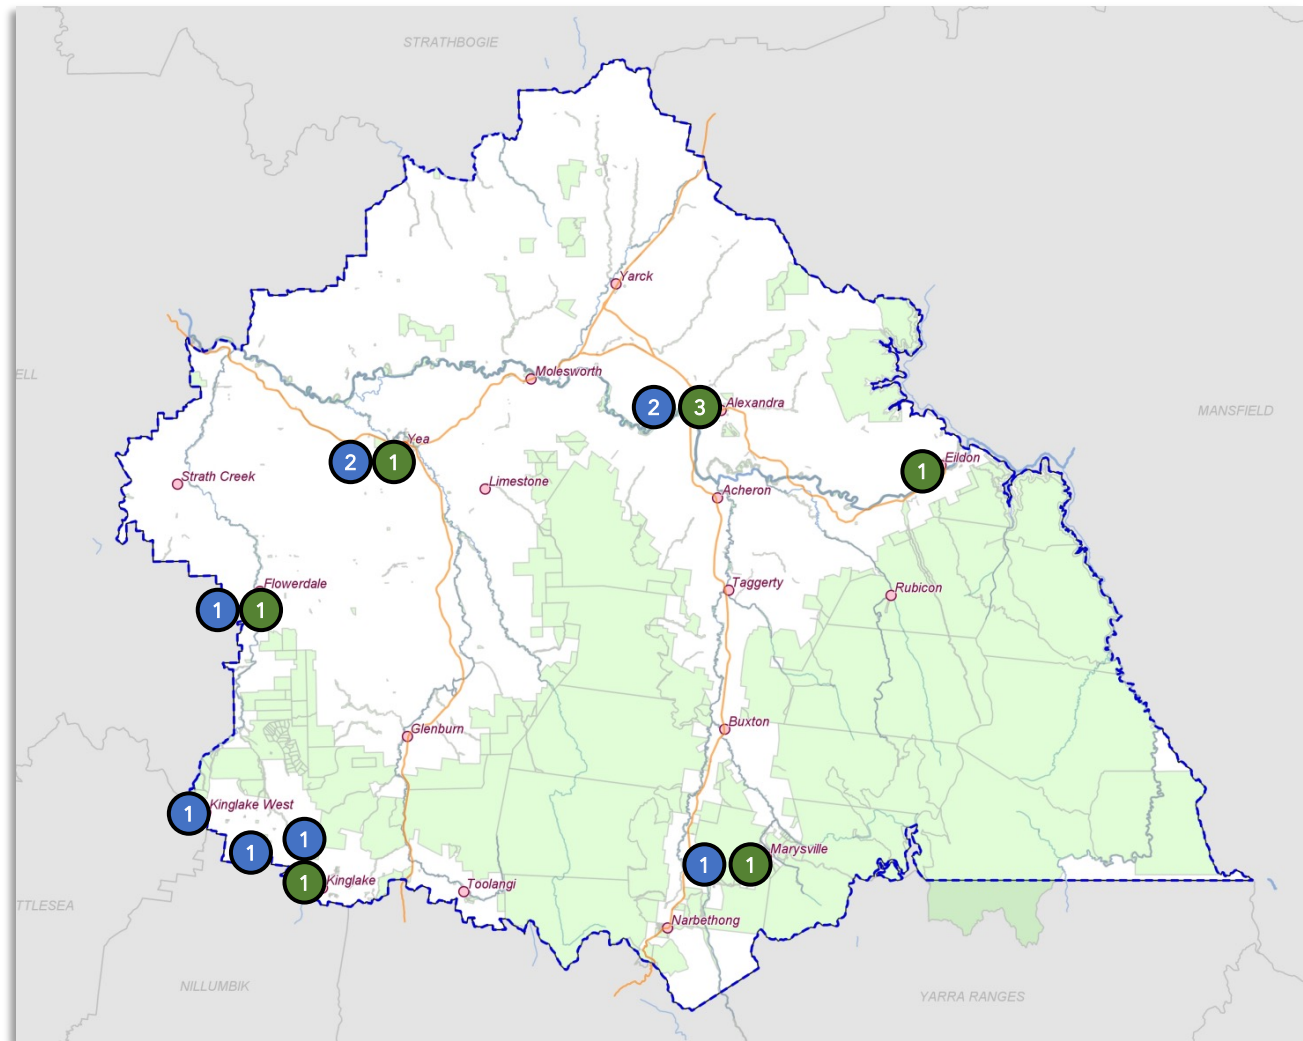 STRATHBOGIE
Yarck
ELL
Molesworth
2 3 Alexandra
MANSFIELD
Yea
2 1
Eildon
1
Strath Creek
Limestone
Acheron
Flowerdale
1 1
Taggerty
Rubicon
Glenburn
Buxton
Kinglake West
1
1
1
1
Kinglake
Toolangi
Marysville
1 1
TTLESEA
Narbethong
NILLUMBIK
YARRA RANGES